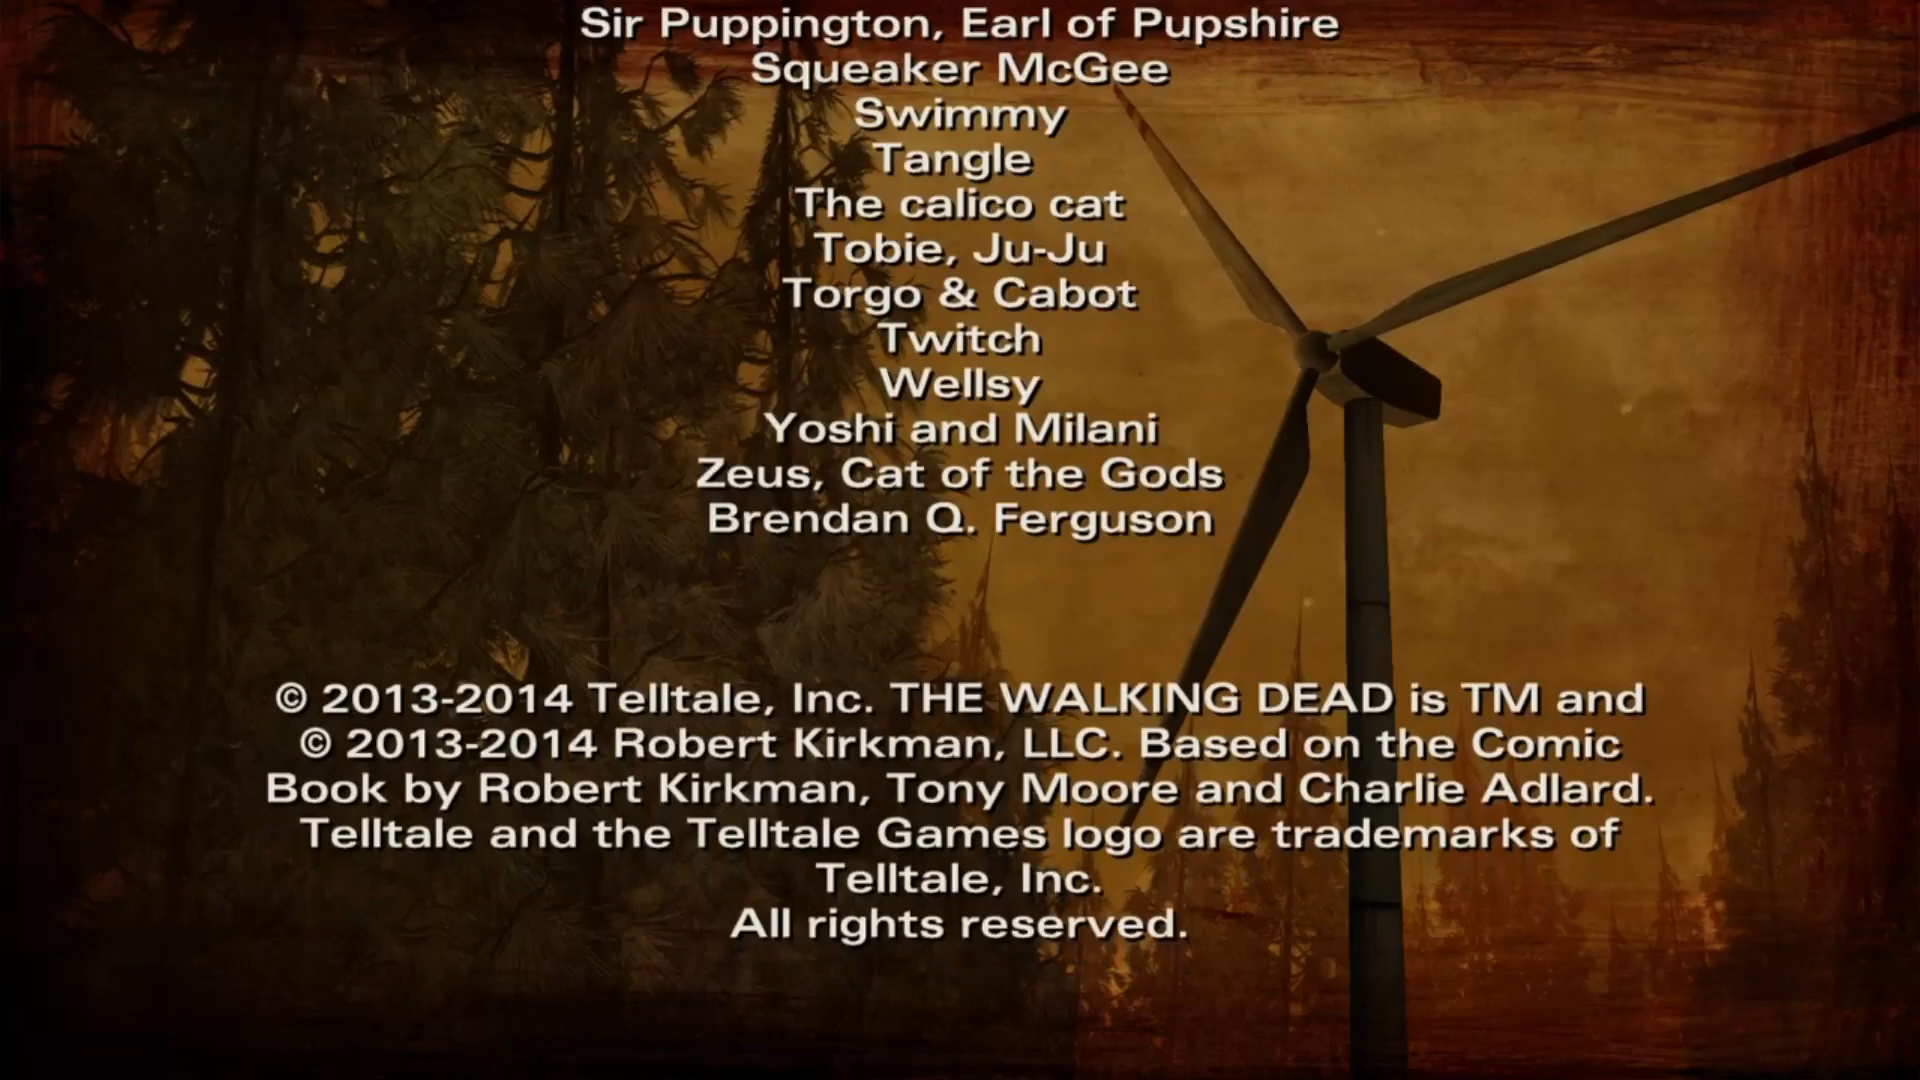 Sir Puppington, Earl of Pupshire
Squeaker McGee
Swimmy
Tangle
The calico cat
Tobie, Ju-Ju
Torgo & Cabot
Twitch
Wellsy
Yoshi and Milani
Zeus, Cat of the Gods
Brendan Q. Ferguson
© 2013-2014 Telltale, Inc. THE WALKING DEAD is TM and
© 2013-2014 Robert Kirkman, LLC. Based on the Comic
Book by Robert Kirkman, Tony Moore and Charlie Adlard.
Telltale and the Telltale Games logo are trademarks of
Telltale, Inc.
All rights reserved.